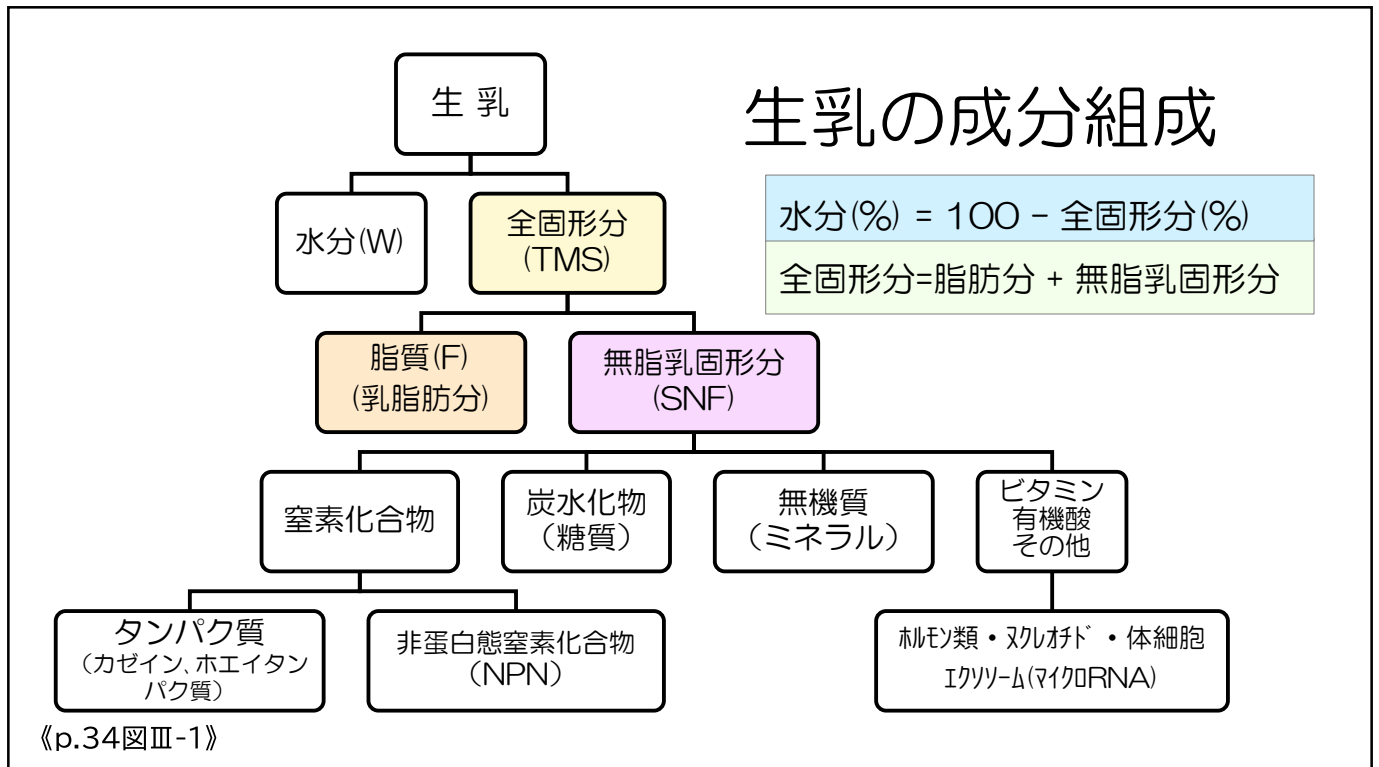 生 乳
生乳の成分組成
水分(W)
全固形分
(TMS)
水分(%) = 100 - 全固形分(%)
全固形分=脂肪分 + 無脂乳固形分
脂質(F)
(乳脂肪分)
無脂乳固形分
(SNF)
窒素化合物
炭水化物
（糖質）
無機質
（ミネラル）
ビタミン
有機酸
その他
タンパク質
（カゼイン、ホエイタン
パク質）
非蛋白態窒素化合物
（NPN）
ﾎﾙﾓﾝ類・ﾇｸﾚｵﾁﾄﾞ・体細胞
ｴｸｿｿｰﾑ(ﾏｲｸﾛRNA)
《p.34図Ⅲ-1》